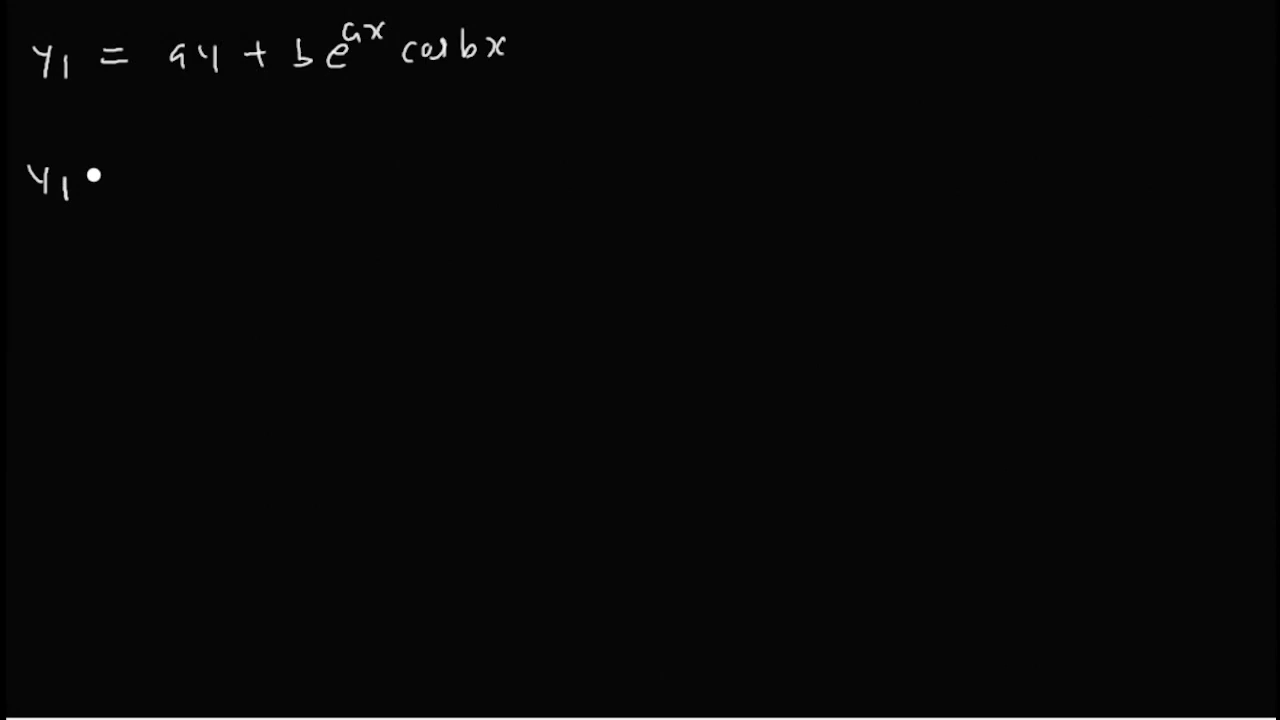 y₁ = ay + be^{ax} cos bx
y₁